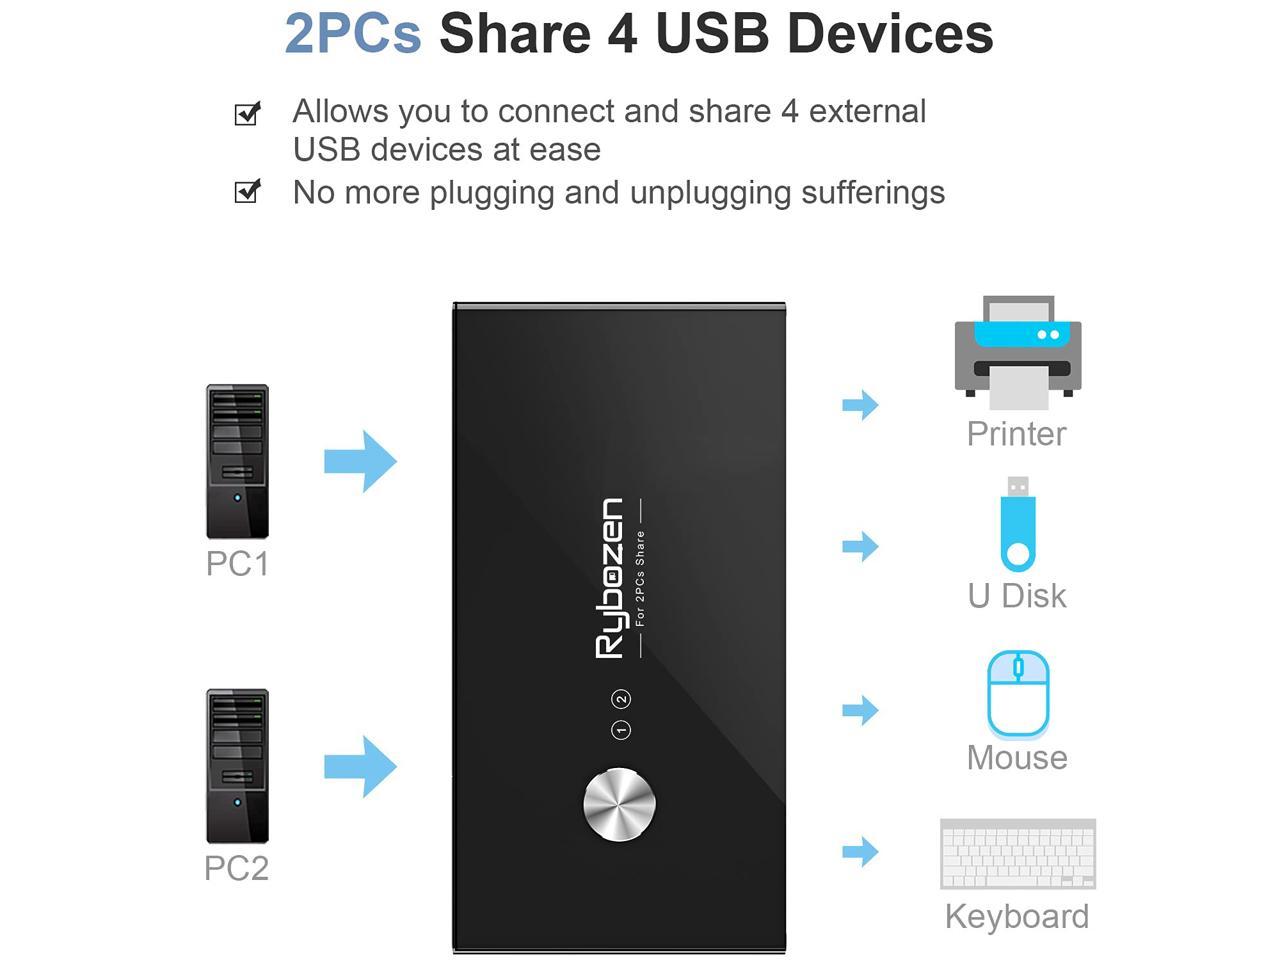 2PCs Share 4 USB Devices
Allows you to connect and share 4 external
USB devices at ease
No more plugging and unplugging sufferings
PC1
PC2
Rybozen
For 2PCs Share
1 2
Printer
U Disk
Mouse
Keyboard